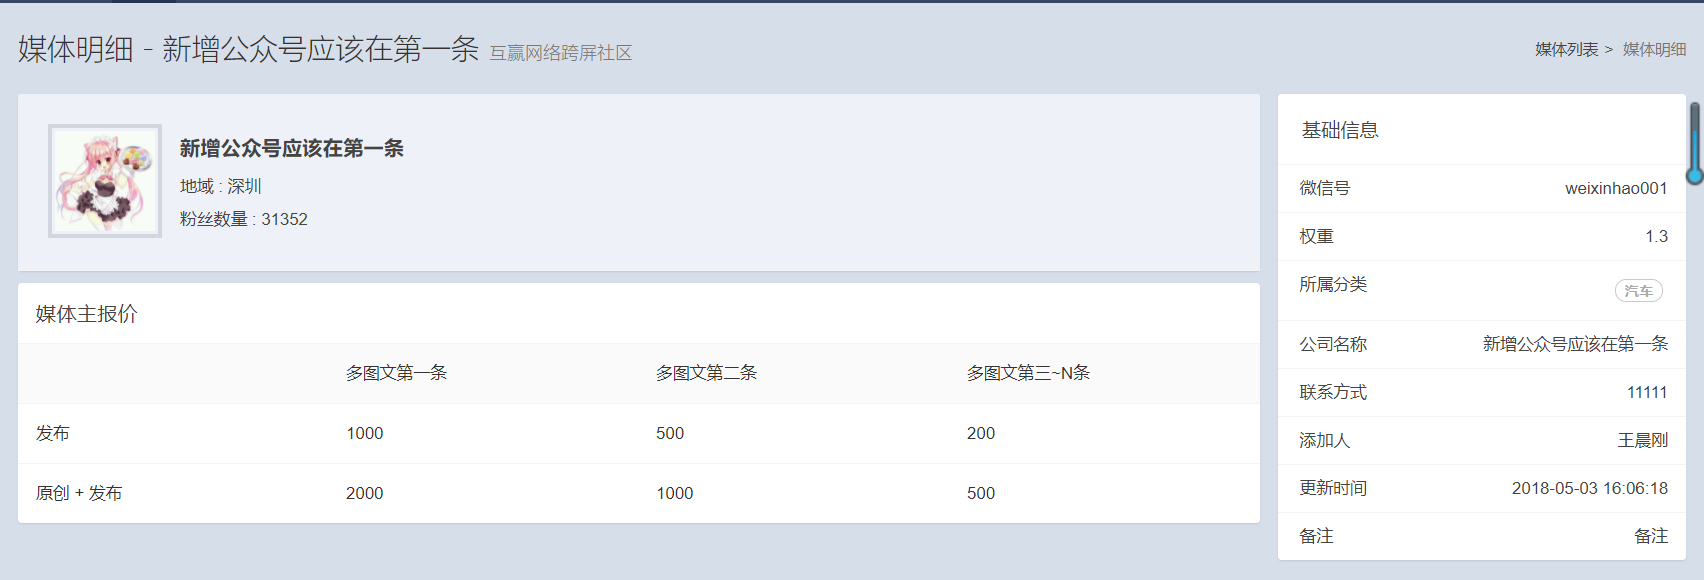 媒体明细 - 新增公众号应该在第一条 互赢网络跨屏社区
媒体列表 > 媒体明细
新增公众号应该在第一条
地域 : 深圳
粉丝数量 : 31352
媒体主报价
多图文第一条 多图文第二条 多图文第三~N条
发布 1000 500 200
原创 + 发布 2000 1000 500
基础信息
微信号 weixinhao001
权重 1.3
所属分类 汽车
公司名称 新增公众号应该在第一条
联系方式 11111
添加人 王晨刚
更新时间 2018-05-03 16:06:18
备注 备注